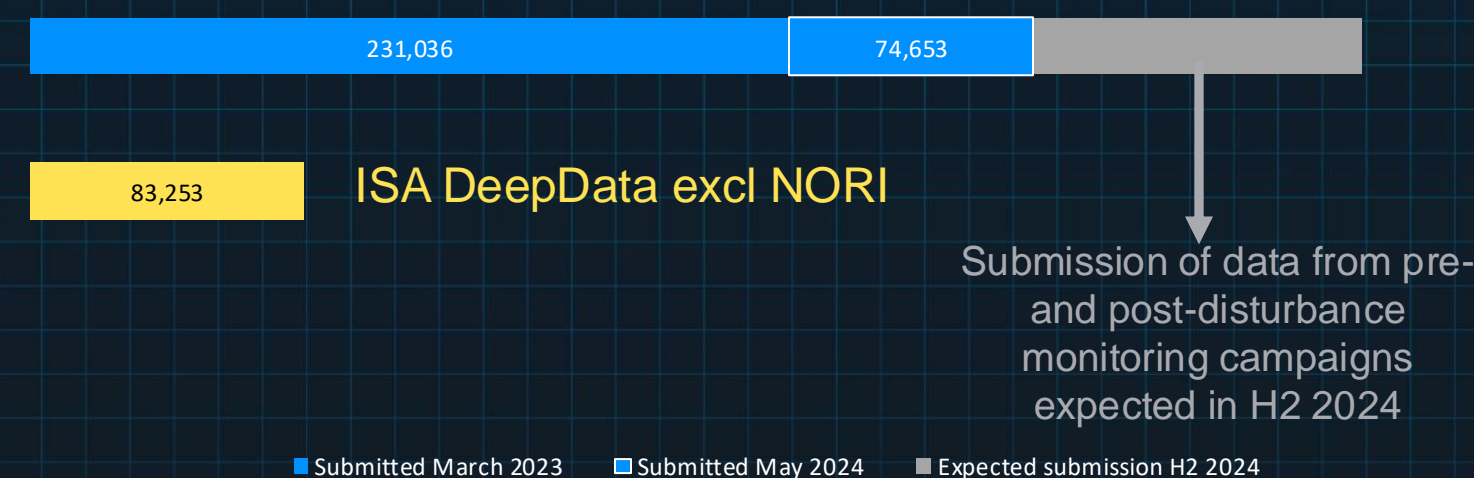 231,036 74,653
83,253 ISA DeepData excl NORI
Submission of data from pre-
and post-disturbance
monitoring campaigns
expected in H2 2024
Submitted March 2023 Submitted May 2024 Expected submission H2 2024